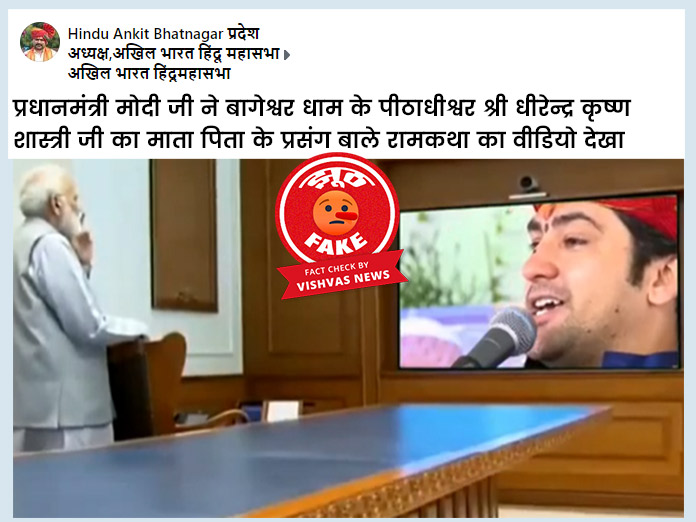 Hindu Ankit Bhatnagar प्रदेश
अध्यक्ष,अखिल भारत हिंदू महासभा
अखिल भारत हिंद्रमहासभा
प्रधानमंत्री मोदी जी ने बागेश्वर धाम के पीठाधीश्वर श्री धीरेन्द्र कृष्ण
शास्त्री जी का माता पिता के प्रसंग बाले रामकथा का वीडियो देखा
झूठ
FAKE
FACT CHECK BY
VISHVAS NEWS